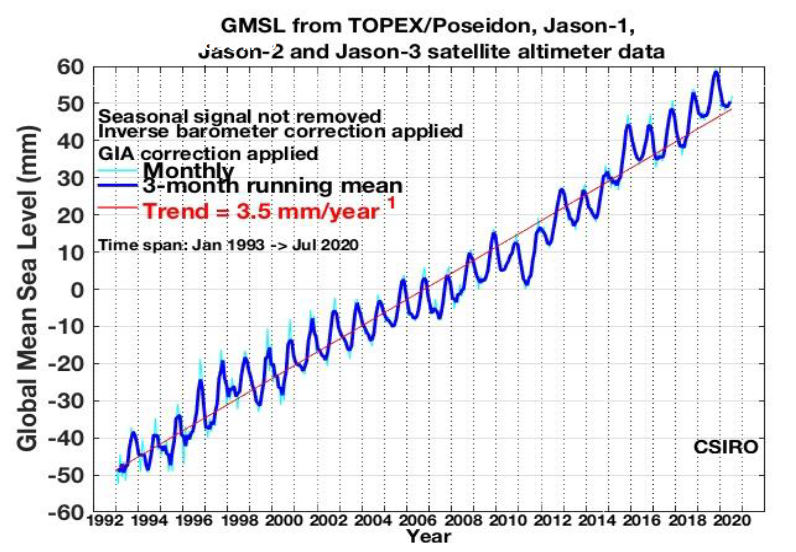 GMSL from TOPEX/Poseidon, Jason-1,
Jason-2 and Jason-3 satellite altimeter data
Global Mean Sea Level (mm)
60
50
40
30
20
10
0
-10
-20
-30
-40
-50
-60
Seasonal signal not removed
Inverse barometer correction applied
GIA correction applied
Monthly
3-month running mean
Trend = 3.5 mm/year 1
Time span: Jan 1993 -> Jul 2020
CSIRO
1992 1994 1996 1998 2000 2002 2004 2006 2008 2010 2012 2014 2016 2018 2020
Year